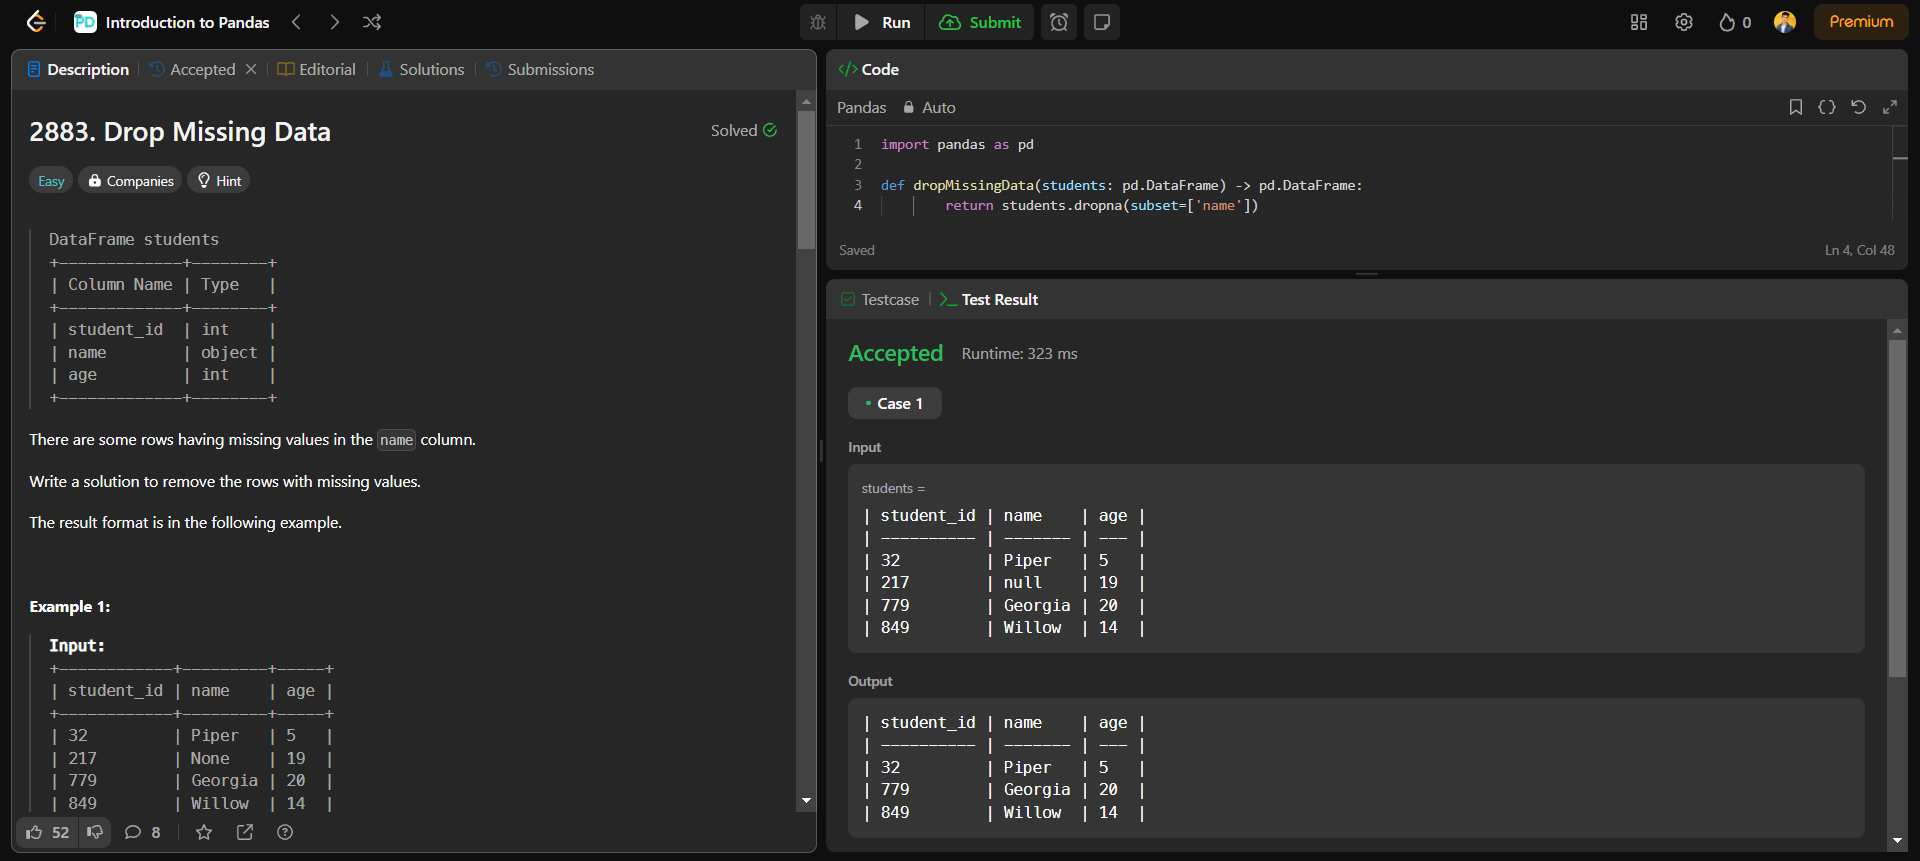 PD Introduction to Pandas
Run
Submit
0
Premium
Description
Accepted
Editorial
Solutions
Submissions
2883. Drop Missing Data
Solved
Easy
Companies
Hint
DataFrame students
+-------------+--------+
| Column Name | Type   |
+-------------+--------+
| student_id  | int    |
| name        | object |
| age         | int    |
+-------------+--------+
There are some rows having missing values in the name column.
Write a solution to remove the rows with missing values.
The result format is in the following example.
Example 1:
Input:
+------------+---------+-----+
| student_id | name    | age |
+------------+---------+-----+
| 32         | Piper   | 5   |
| 217        | None    | 19  |
| 779        | Georgia | 20  |
| 849        | Willow  | 14  |
52
8
</> Code
Pandas
Auto
1 import pandas as pd
2
3 def dropMissingData(students: pd.DataFrame) -> pd.DataFrame:
4 return students.dropna(subset=['name'])
Saved
Ln 4, Col 48
Testcase
>_ Test Result
Accepted
Runtime: 323 ms
• Case 1
Input
students =
| student_id | name    | age |
| ---------- | ------- | --- |
| 32         | Piper   | 5   |
| 217        | null    | 19  |
| 779        | Georgia | 20  |
| 849        | Willow  | 14  |
Output
| student_id | name    | age |
| ---------- | ------- | --- |
| 32         | Piper   | 5   |
| 779        | Georgia | 20  |
| 849        | Willow  | 14  |